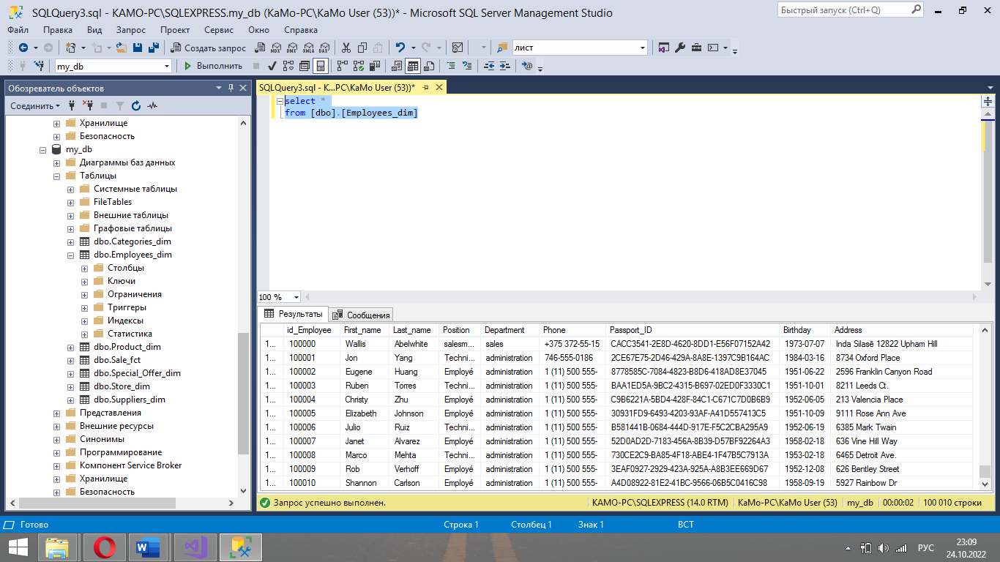 SQLQuery3.sql - KAMO-PC\SQLEXPRESS.my_db (KaMo-PC\KaMo User (53))* - Microsoft SQL Server Management Studio
Быстрый запуск (Ctrl+Q)
Файл Правка Вид Запрос Проект Сервис Окно Справка
Создать запрос MDX DMX XMLA DAX лист
my_db Выполнить
Обозреватель объектов
SQLQuery3.sql - K...PC\KaMo User (53))*
Соединить
Хранилище
Безопасность
my_db
Диаграммы баз данных
Таблицы
Системные таблицы
FileTables
Внешние таблицы
Графовые таблицы
dbo.Categories_dim
dbo.Employees_dim
Столбцы
Ключи
Ограничения
Триггеры
Индексы
Статистика
dbo.Product_dim
dbo.Sale_fct
dbo.Special_Offer_dim
dbo.Store_dim
dbo.Suppliers_dim
Представления
Внешние ресурсы
Синонимы
Программирование
Компонент Service Broker
Хранилище
Безопасность
select *
from [dbo].[Employees_dim]
100 %
Результаты Сообщения
id_Employee First_name Last_name Position Department Phone Passport_ID Birthday Address
1... 100000 Wallis Abelwhite salesm... sales +375 372-55-15 CACC3541-2E8D-4620-8DD1-E56F07152A42 1973-07-07 Inda Silasē 12822 Upham Hill
1... 100001 Jon Yang Techni... administration 746-555-0186 2CE67E75-2D46-429A-8A8E-1397C9B164AC 1984-03-16 8734 Oxford Place
1... 100002 Eugene Huang Employé administration 1 (11) 500 555- 8778585C-7084-4823-B8D6-418AD8E37045 1951-06-22 2596 Franklin Canyon Road
1... 100003 Ruben Torres Techni... administration 1 (11) 500 555- BAA1ED5A-9BC2-4315-B697-02ED0F3330C1 1951-10-01 8211 Leeds Ct.
1... 100004 Christy Zhu Employé administration 1 (11) 500 555- C9B6221A-5BD4-428F-84C1-C671C7D0B6B9 1952-06-05 213 Valencia Place
1... 100005 Elizabeth Johnson Employé administration 1 (11) 500 555- 30931FD9-6493-4203-93AF-A41D557413C5 1951-10-09 9111 Rose Ann Ave
1... 100006 Julio Ruiz Techni... administration 1 (11) 500 555- B581441B-0684-444D-917E-F5C2CBA295A9 1952-06-19 6385 Mark Twain
1... 100007 Janet Alvarez Employé administration 1 (11) 500 555- 52D0AD2D-7183-456A-8B39-D57BF92264A3 1958-02-18 636 Vine Hill Way
1... 100008 Marco Mehta Techni... administration 1 (11) 500 555- 730CE2C9-BA85-4F18-ABE4-1F47B5C7913A 1953-02-18 6465 Detroit Ave.
1... 100009 Rob Verhoff Employé administration 1 (11) 500 555- 3EAF0927-2929-423A-925A-A8B3EE669D67 1952-12-08 626 Bentley Street
1... 100010 Shannon Carlson Employé administration 1 (11) 500 555- A4D08922-81E2-41BC-9566-06B5C0416C98 1958-09-19 5927 Rainbow Dr
Запрос успешно выполнен. KAMO-PC\SQLEXPRESS (14.0 RTM) KaMo-PC\KaMo User (53) my_db 00:00:02 100 010 строки
Готово Строка 1 Столбец 1 Знак 1 ВСТ
РУС
23:09
24.10.2022